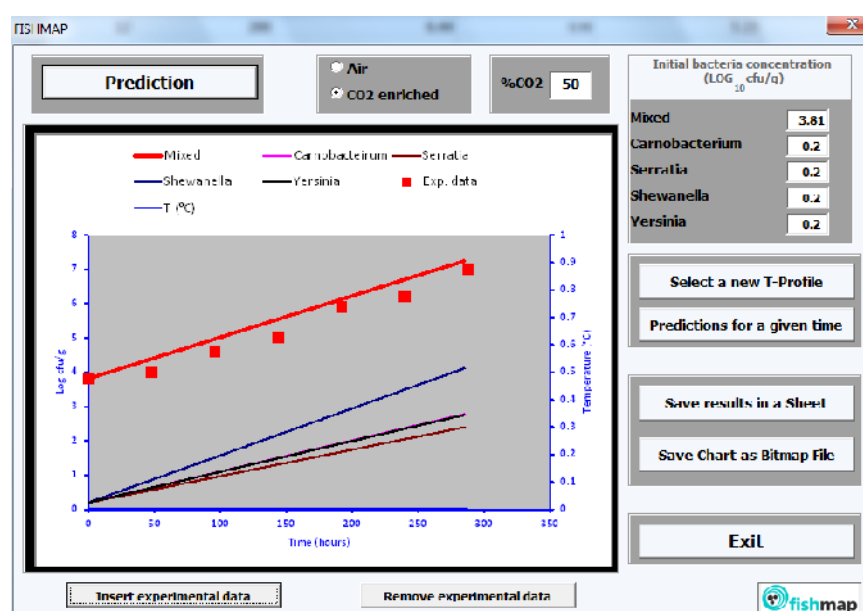 FISHMAP
Prediction
Air
CO2 enriched
%CO2 50
Initial bacteria concentration
(LOG10 cfu/g)
Mixed 3.81
Carnobacterium 0.2
Serratia 0.2
Shewanella 0.2
Yersinia 0.2
Mixed Carnobacteirum Serratia
Shewanella Yersinia Exp. data
T (°C)
8 1
7 0.9
0.8
6 0.7
5 0.6
4 0.5
3 0.4
0.3
2 0.2
1 0.1
0 0
Log cfu/g
Temperature (°C)
0 50 100 150 200 250 300 350
Time (hours)
Select a new T-Profile
Predictions for a given time
Save results in a Sheet
Save Chart as Bitmap File
Exit
Insert experimental data
Remove experimental data
fishmap